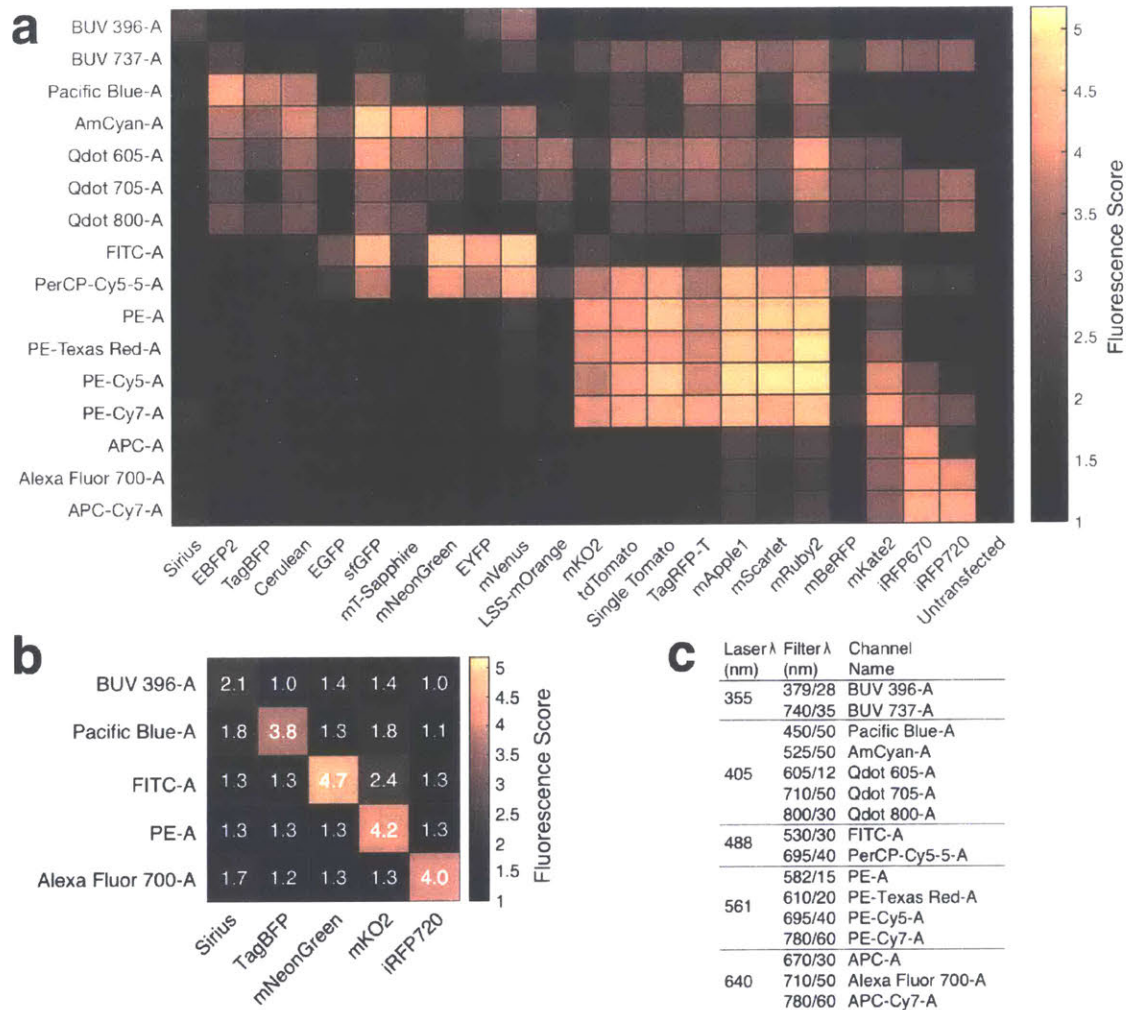 a
BUV 396-A
BUV 737-A
Pacific Blue-A
AmCyan-A
Qdot 605-A
Qdot 705-A
Qdot 800-A
FITC-A
PerCP-Cy5-5-A
PE-A
PE-Texas Red-A
PE-Cy5-A
PE-Cy7-A
APC-A
Alexa Fluor 700-A
APC-Cy7-A
Sirius
EBFP2
TagBFP
Cerulean
EGFP
sfGFP
mT-Sapphire
mNeonGreen
EYFP
mVenus
LSS-mOrange
mKO2
tdTomato
Single Tomato
TagRFP-T
mApple1
mScarlet
mRuby2
mBeRFP
mKate2
iRFP670
iRFP720
Untransfected
5
4.5
4
3.5
3
2.5
2
1.5
1
Fluorescence Score
b
BUV 396-A 2.1 1.0 1.4 1.4 1.0
Pacific Blue-A 1.8 3.8 1.3 1.8 1.1
FITC-A 1.3 1.3 4.7 2.4 1.3
PE-A 1.3 1.3 1.3 4.2 1.3
Alexa Fluor 700-A 1.7 1.2 1.3 1.3 4.0
Sirius
TagBFP
mNeonGreen
mKO2
iRFP720
5
4.5
4
3.5
3
2.5
2
1.5
1
Fluorescence Score
c
Laser λ Filter λ Channel
(nm) (nm) Name
355
379/28 BUV 396-A
740/35 BUV 737-A
405
450/50 Pacific Blue-A
525/50 AmCyan-A
605/12 Qdot 605-A
710/50 Qdot 705-A
800/30 Qdot 800-A
488
530/30 FITC-A
695/40 PerCP-Cy5-5-A
561
582/15 PE-A
610/20 PE-Texas Red-A
695/40 PE-Cy5-A
780/60 PE-Cy7-A
640
670/30 APC-A
710/50 Alexa Fluor 700-A
780/60 APC-Cy7-A